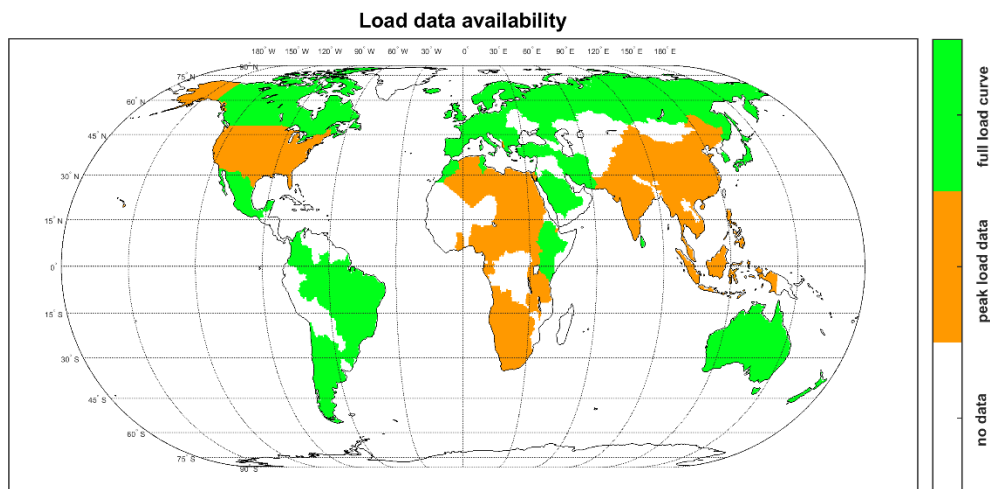 Load data availability
180° W 150° W 120° W 90° W 60° W 30° W 0° 30° E 60° E 90° E 120° E 150° E 180° E
75° N
60° N
45° N
30° N
15° N
0°
15° S
30° S
45° S
60° S
75° S
90° S
full load curve
peak load data
no data